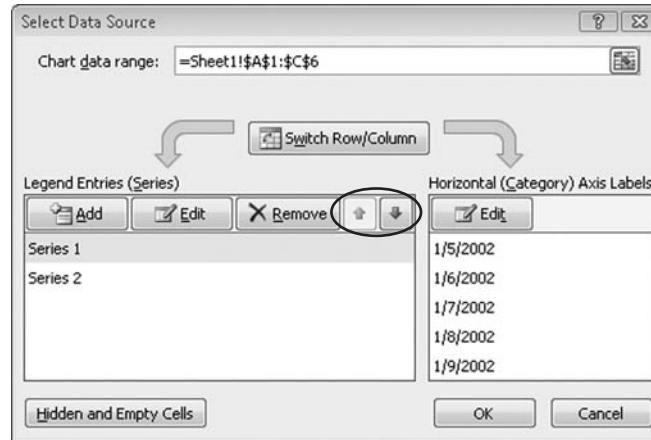 Select Data Source
Chart data range: =Sheet1!$A$1:$C$6
Switch Row/Column
Legend Entries (Series)
Horizontal (Category) Axis Labels
Add Edit Remove
Edit
Series 1
Series 2
1/5/2002
1/6/2002
1/7/2002
1/8/2002
1/9/2002
Hidden and Empty Cells
OK Cancel